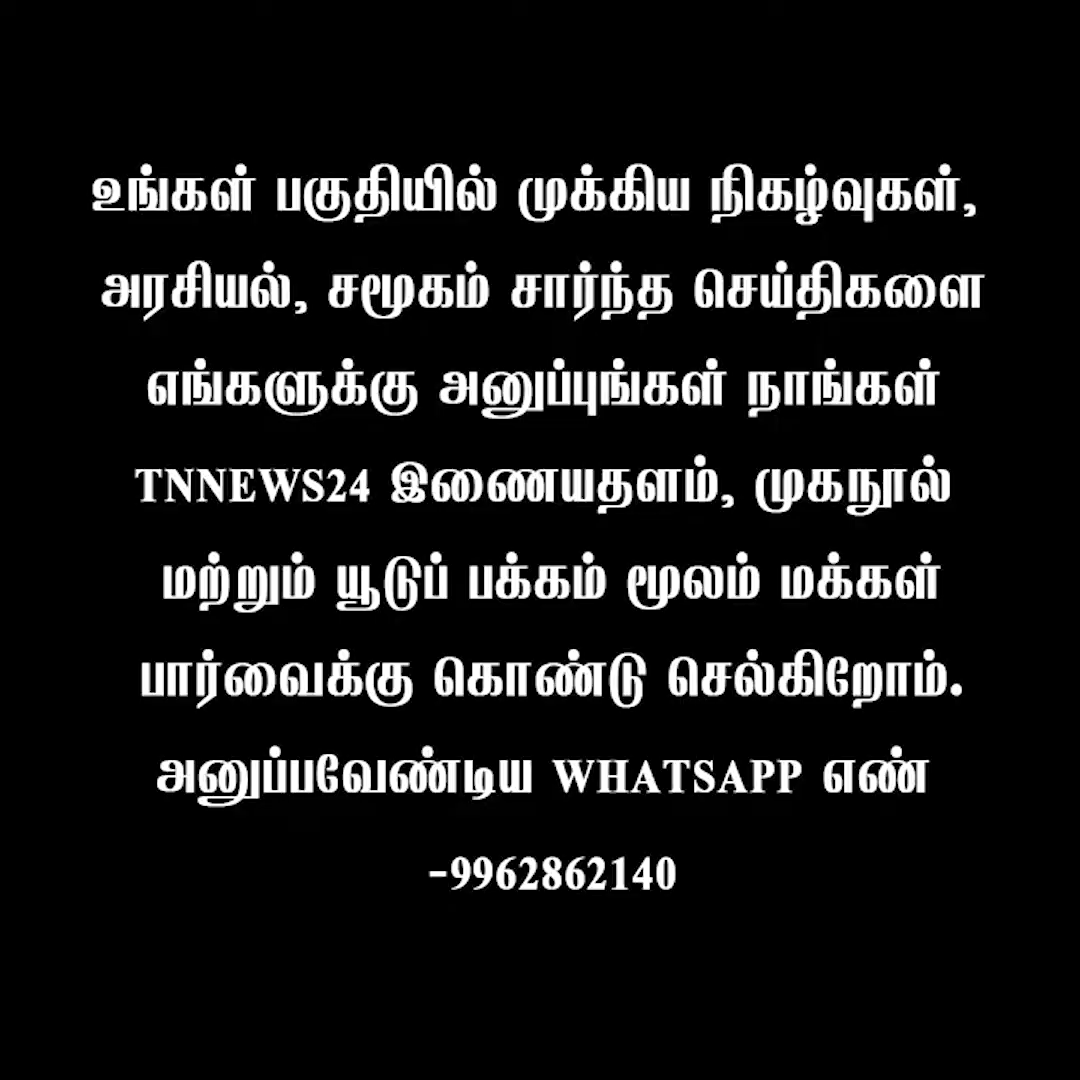 உங்கள் பகுதியில் முக்கிய நிகழ்வுகள்,
அரசியல், சமூகம் சார்ந்த செய்திகளை
எங்களுக்கு அனுப்புங்கள் நாங்கள்
TNNEWS24 இணையதளம், முகநூல்
மற்றும் யூடுப் பக்கம் மூலம் மக்கள்
பார்வைக்கு கொண்டு செல்கிறோம்.
அனுப்பவேண்டிய WHATSAPP எண்
-9962862140